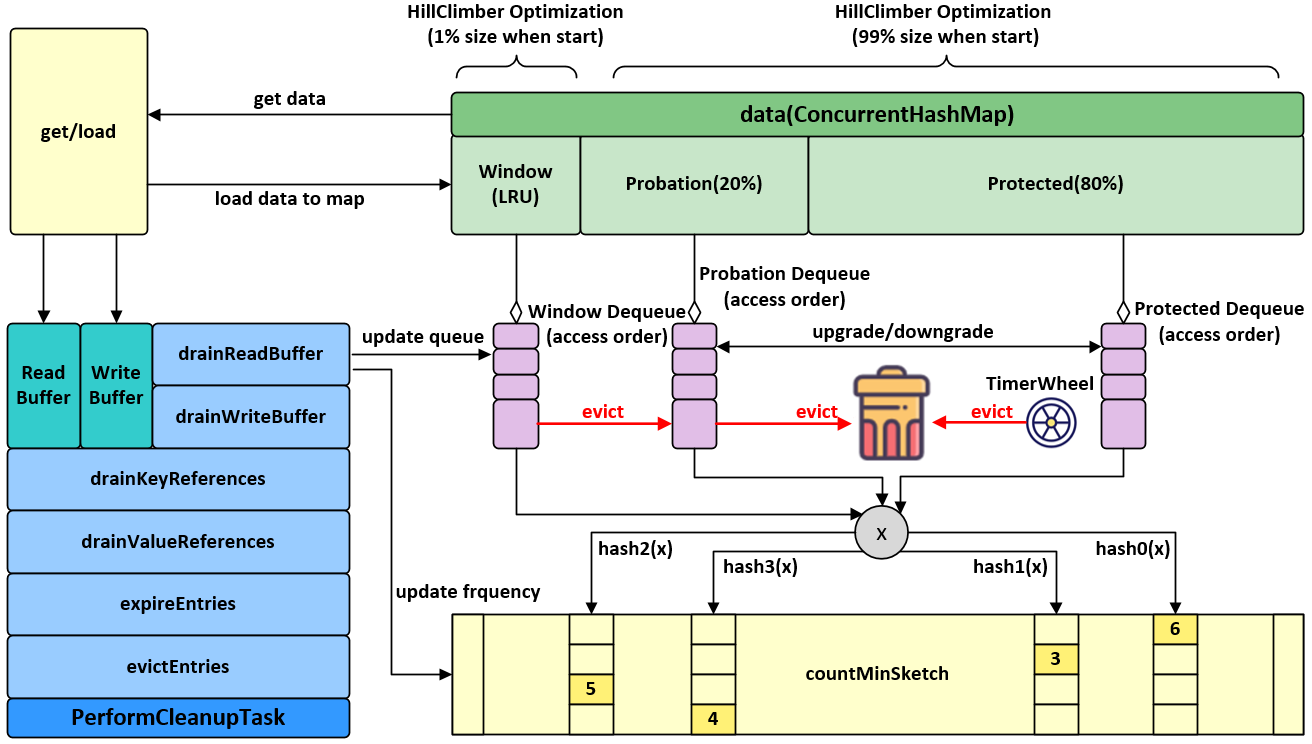 HillClimber Optimization
(1% size when start)
HillClimber Optimization
(99% size when start)
get/load
get data
load data to map
data(ConcurrentHashMap)
Window
(LRU)
Probation(20%)
Protected(80%)
Window Dequeue
(access order)
Probation Dequeue
(access order)
Protected Dequeue
(access order)
upgrade/downgrade
Read
Buffer
Write
Buffer
drainReadBuffer
drainWriteBuffer
update queue
evict
evict
evict
TimerWheel
drainKeyReferences
drainValueReferences
expireEntries
evictEntries
PerformCleanupTask
update frquency
x
hash2(x)
hash3(x)
hash1(x)
hash0(x)
6
3
5
4
countMinSketch